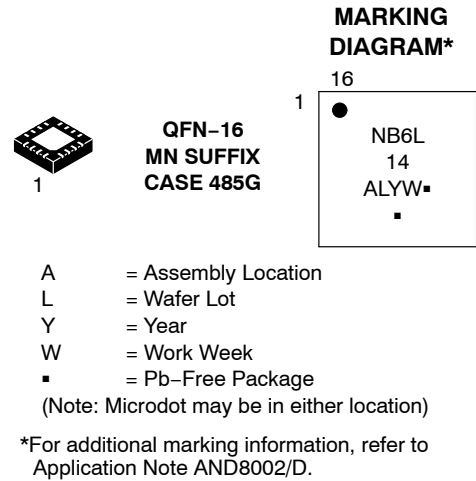 MARKING
DIAGRAM*
16
1
NB6L
14
ALYW▪
▪
1
QFN−16
MN SUFFIX
CASE 485G
A = Assembly Location
L = Wafer Lot
Y = Year
W = Work Week
▪ = Pb−Free Package
(Note: Microdot may be in either location)
*For additional marking information, refer to
Application Note AND8002/D.